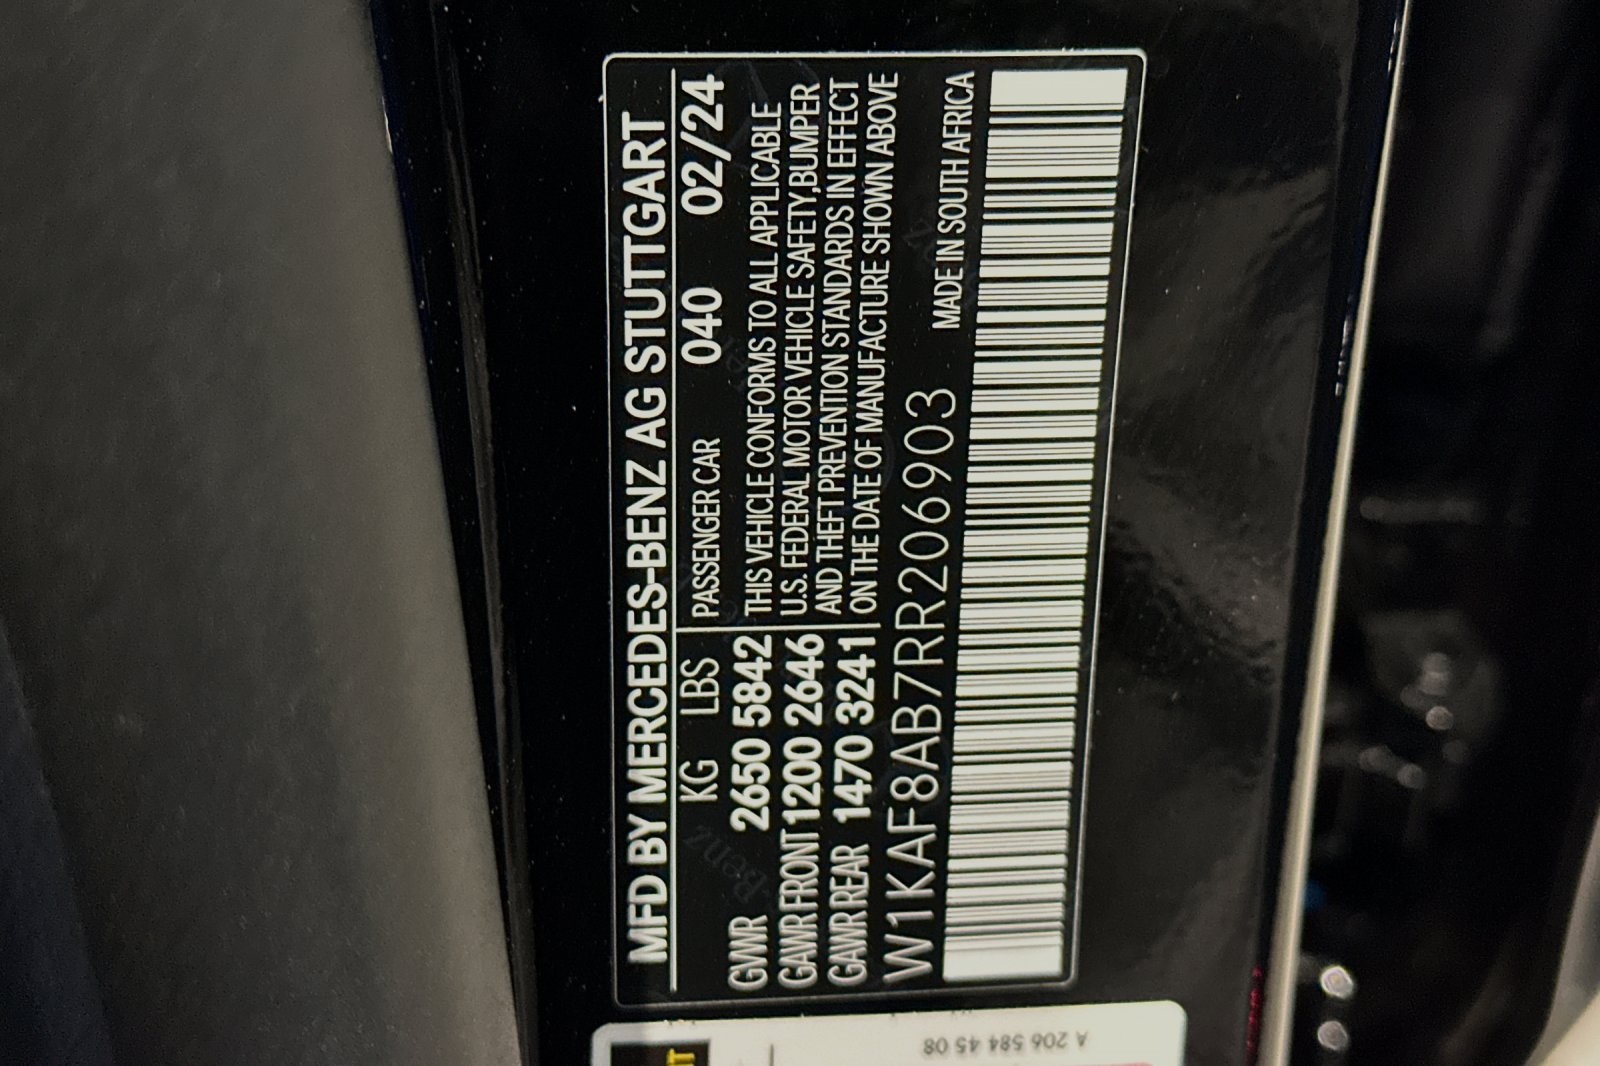 MFD BY MERCEDES-BENZ AG STUTTGART
KG LBS PASSENGER CAR 040 02/24
GWR 2650 5842
GAWR FRONT 1200 2646
GAWR REAR 1470 3241
THIS VEHICLE CONFORMS TO ALL APPLICABLE
U.S. FEDERAL MOTOR VEHICLE SAFETY,BUMPER
AND THEFT PREVENTION STANDARDS IN EFFECT
ON THE DATE OF MANUFACTURE SHOWN ABOVE
W1KAF8AB7RR206903 MADE IN SOUTH AFRICA
A 206 584 45 08